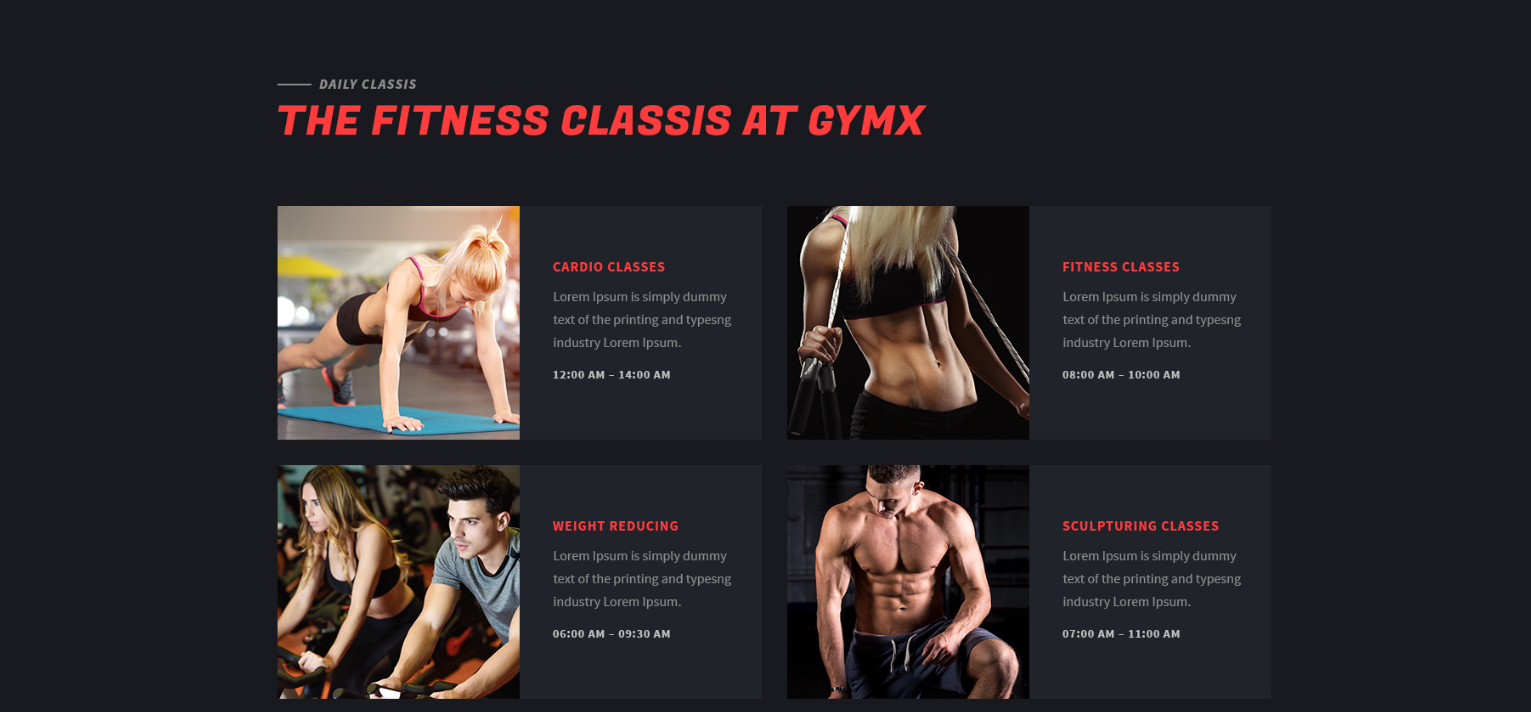 DAILY CLASSIS
THE FITNESS CLASSIS AT GYMX
CARDIO CLASSES
Lorem Ipsum is simply dummy
text of the printing and typesng
industry Lorem Ipsum.
12:00 AM – 14:00 AM
FITNESS CLASSES
Lorem Ipsum is simply dummy
text of the printing and typesng
industry Lorem Ipsum.
08:00 AM – 10:00 AM
WEIGHT REDUCING
Lorem Ipsum is simply dummy
text of the printing and typesng
industry Lorem Ipsum.
06:00 AM – 09:30 AM
SCULPTURING CLASSES
Lorem Ipsum is simply dummy
text of the printing and typesng
industry Lorem Ipsum.
07:00 AM – 11:00 AM